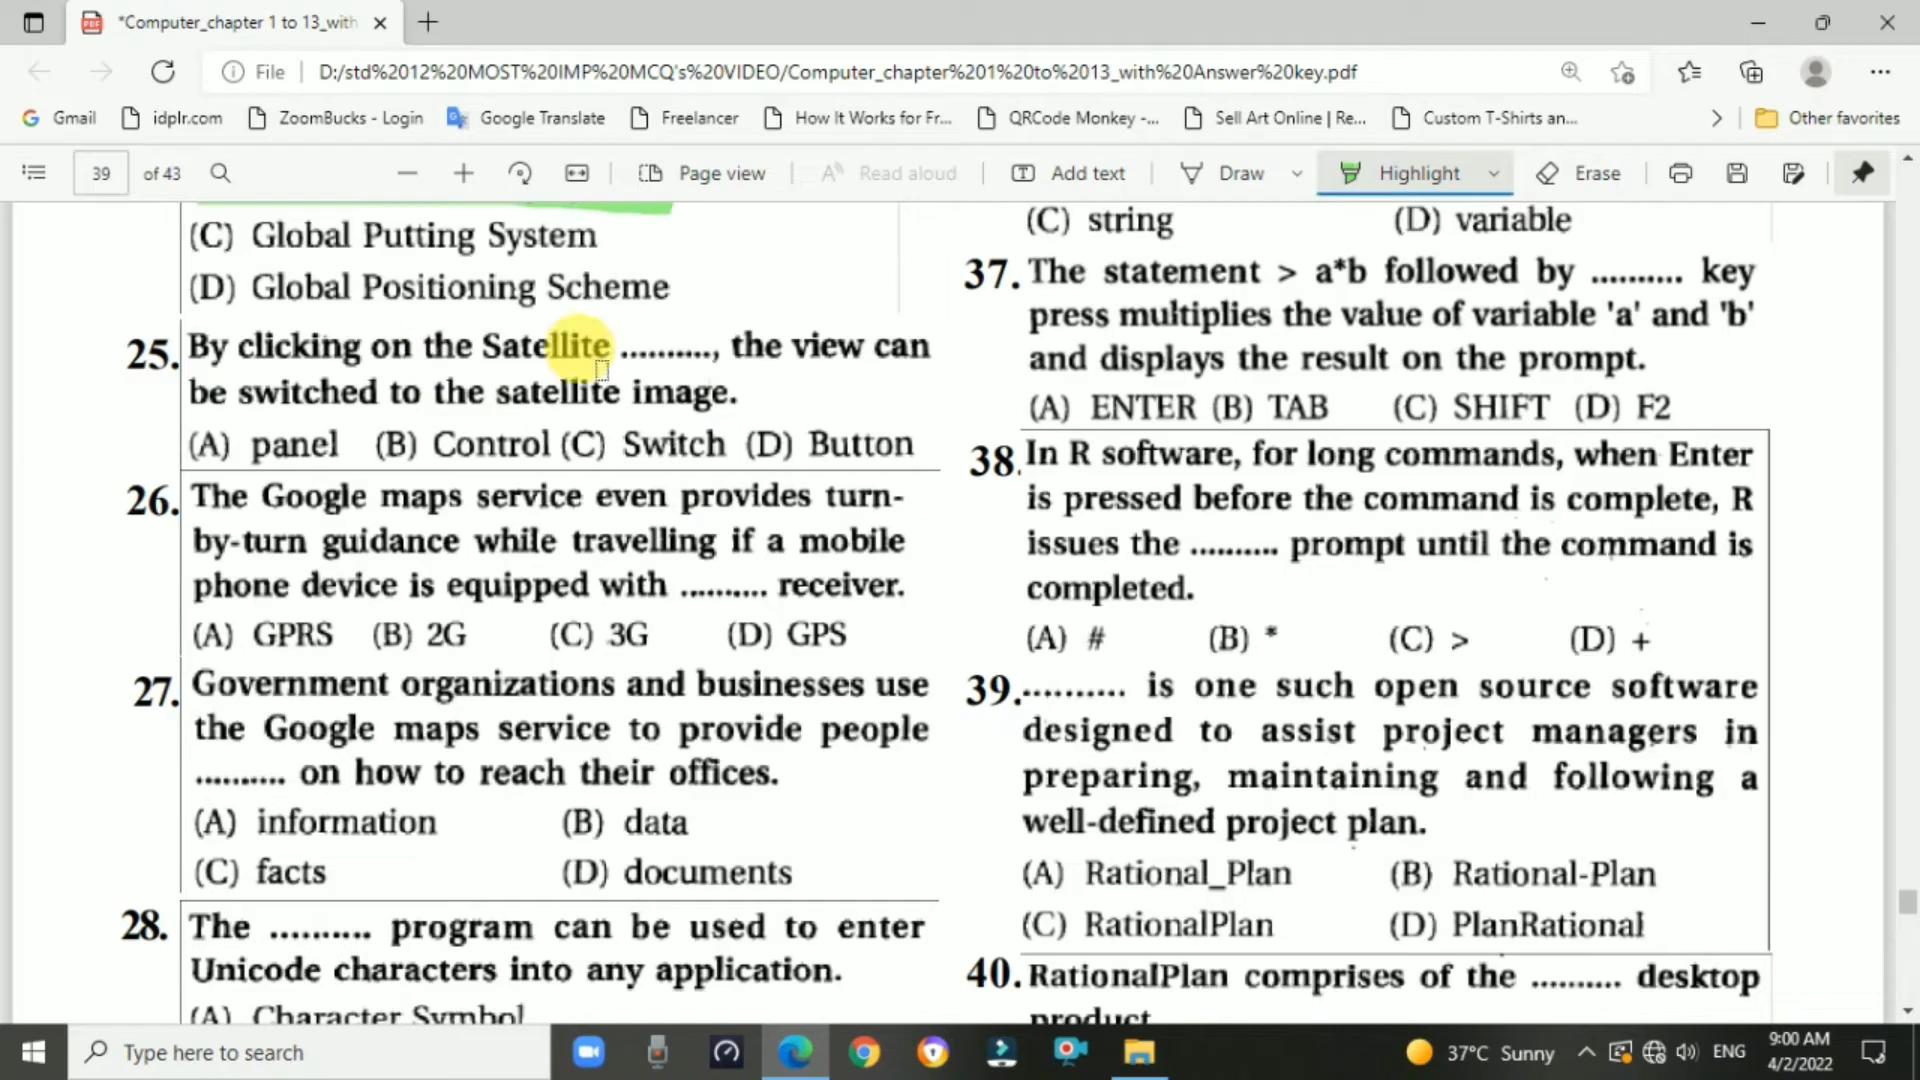 *Computer_chapter 1 to 13_with
File
D:/std%2012%20MOST%20IMP%20MCQ's%20VIDEO/Computer_chapter%201%20to%2013_with%20Answer%20key.pdf
Gmail
idplr.com
ZoomBucks - Login
Google Translate
Freelancer
How It Works for Fr...
QRCode Monkey -...
Sell Art Online | Re...
Custom T-Shirts an...
Other favorites
39 of 43
Page view
Read aloud
Add text
Draw
Highlight
Erase
(C) Global Putting System
(D) Global Positioning Scheme
25. By clicking on the Satellite .........., the view can
be switched to the satellite image.
(A) panel (B) Control (C) Switch (D) Button
26. The Google maps service even provides turn-
by-turn guidance while travelling if a mobile
phone device is equipped with .......... receiver.
(A) GPRS (B) 2G (C) 3G (D) GPS
27. Government organizations and businesses use
the Google maps service to provide people
.......... on how to reach their offices.
(A) information (B) data
(C) facts (D) documents
28. The .......... program can be used to enter
Unicode characters into any application.
(A) Character Symbol
(C) string (D) variable
37. The statement > a*b followed by .......... key
press multiplies the value of variable 'a' and 'b'
and displays the result on the prompt.
(A) ENTER (B) TAB (C) SHIFT (D) F2
38. In R software, for long commands, when Enter
is pressed before the command is complete, R
issues the .......... prompt until the command is
completed.
(A) # (B) * (C) > (D) +
39. .......... is one such open source software
designed to assist project managers in
preparing, maintaining and following a
well-defined project plan.
(A) Rational_Plan (B) Rational-Plan
(C) RationalPlan (D) PlanRational
40. RationalPlan comprises of the .......... desktop
product
Type here to search
37°C Sunny
ENG
9:00 AM
4/2/2022